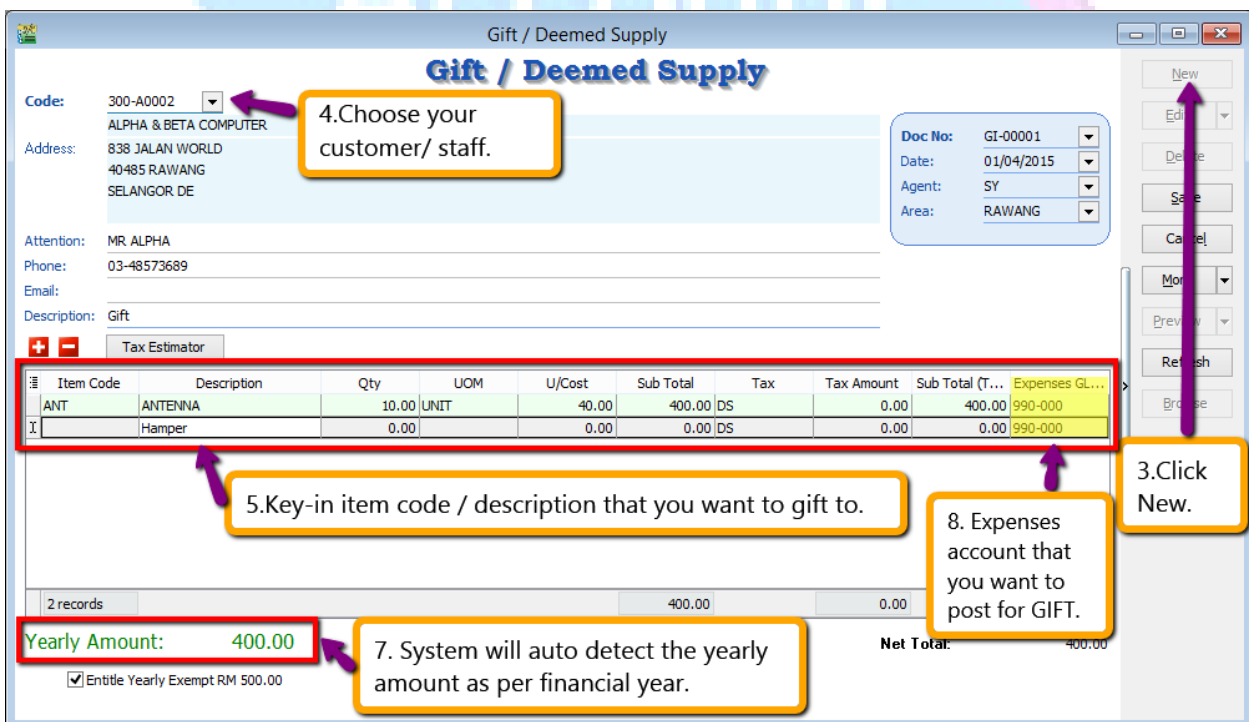 Gift / Deemed Supply
Gift / Deemed Supply
Code: 300-A0002
ALPHA & BETA COMPUTER
Address: 838 JALAN WORLD
40485 RAWANG
SELANGOR DE
Attention: MR ALPHA
Phone: 03-48573689
Email:
Description: Gift
4.Choose your
customer/ staff.
Doc No: GI-00001
Date: 01/04/2015
Agent: SY
Area: RAWANG
New
Edit
Delete
Save
Cancel
More
Preview
Refresh
Browse
3.Click
New.
Tax Estimator
Item Code Description Qty UOM U/Cost Sub Total Tax Tax Amount Sub Total (T... Expenses GL...
ANT ANTENNA 10.00 UNIT 40.00 400.00 DS 0.00 400.00 990-000
Hamper 0.00 0.00 0.00 DS 0.00 0.00 990-000
5.Key-in item code / description that you want to gift to.
8. Expenses
account that
you want to
post for GIFT.
2 records 400.00 0.00
Yearly Amount: 400.00
Entitle Yearly Exempt RM 500.00
7. System will auto detect the yearly
amount as per financial year.
Net Total: 400.00